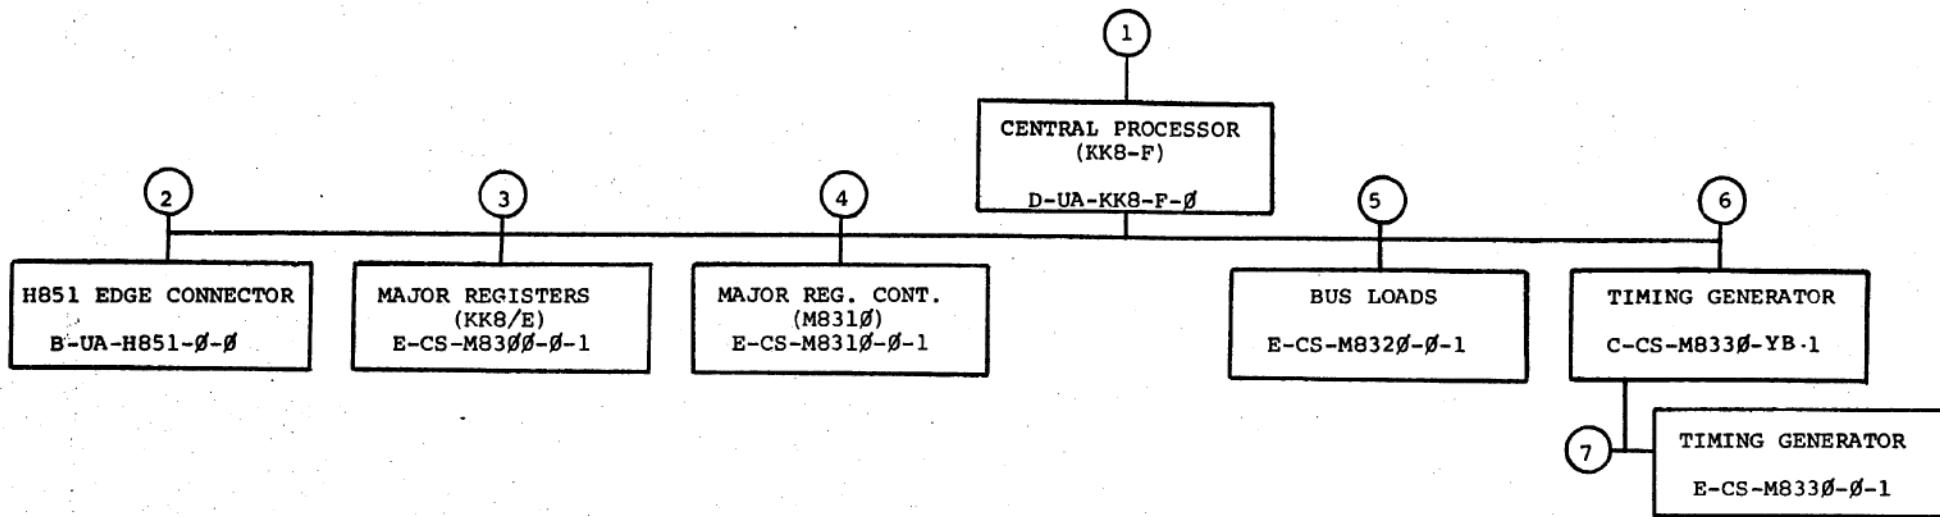 1
CENTRAL PROCESSOR
(KK8-F)
D-UA-KK8-F-Ø
2
3
4
5
6
H851 EDGE CONNECTOR
B-UA-H851-Ø-Ø
MAJOR REGISTERS
(KK8/E)
E-CS-M83ØØ-Ø-1
MAJOR REG. CONT.
(M831Ø)
E-CS-M831Ø-Ø-1
BUS LOADS
E-CS-M832Ø-Ø-1
TIMING GENERATOR
C-CS-M833Ø-YB-1
7
TIMING GENERATOR
E-CS-M833Ø-Ø-1